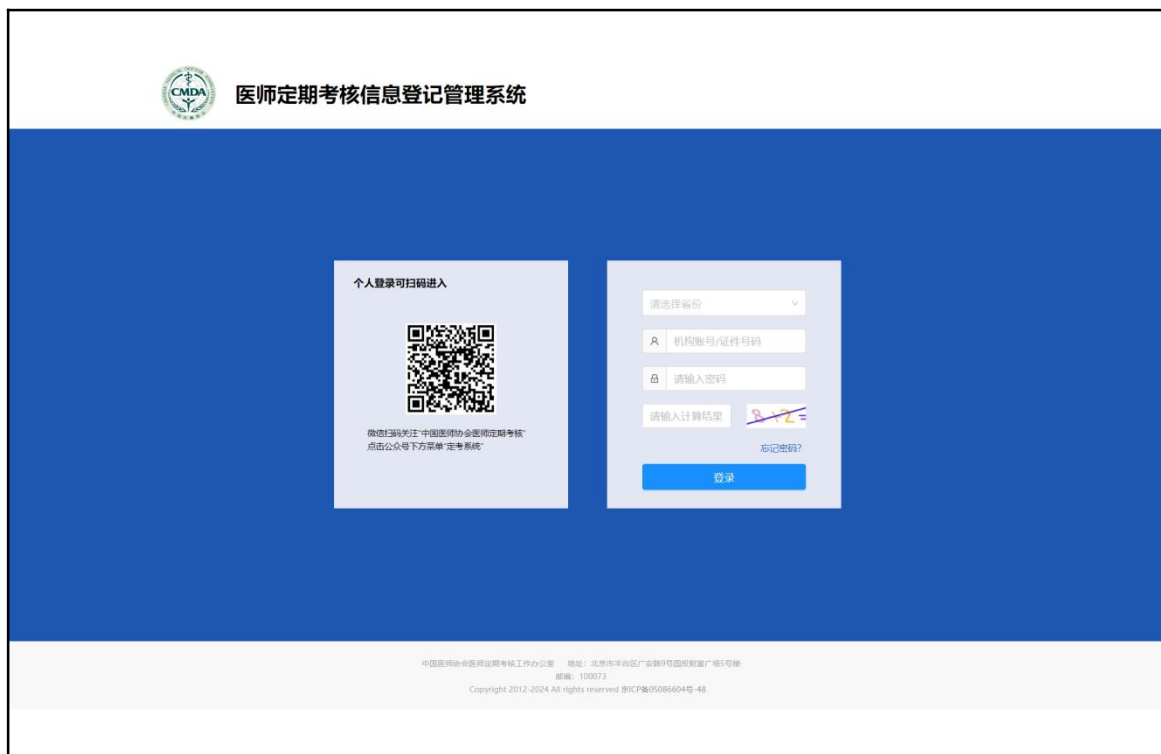 CMDA
医师定期考核信息登记管理系统
个人登录可扫码进入
微信扫码关注"中国医师协会医师定期考核"
点击公众号下方菜单"定考系统"
请选择省份
机构账号/证件号码
请输入密码
请输入计算结果
8+2=
忘记密码?
登录
中国医师协会医师定期考核工作办公室 地址:北京市丰台区广安路9号国投财富广场5号楼
邮编:100073
Copyright 2012-2024 All rights reserved 京ICP备05086604号-48